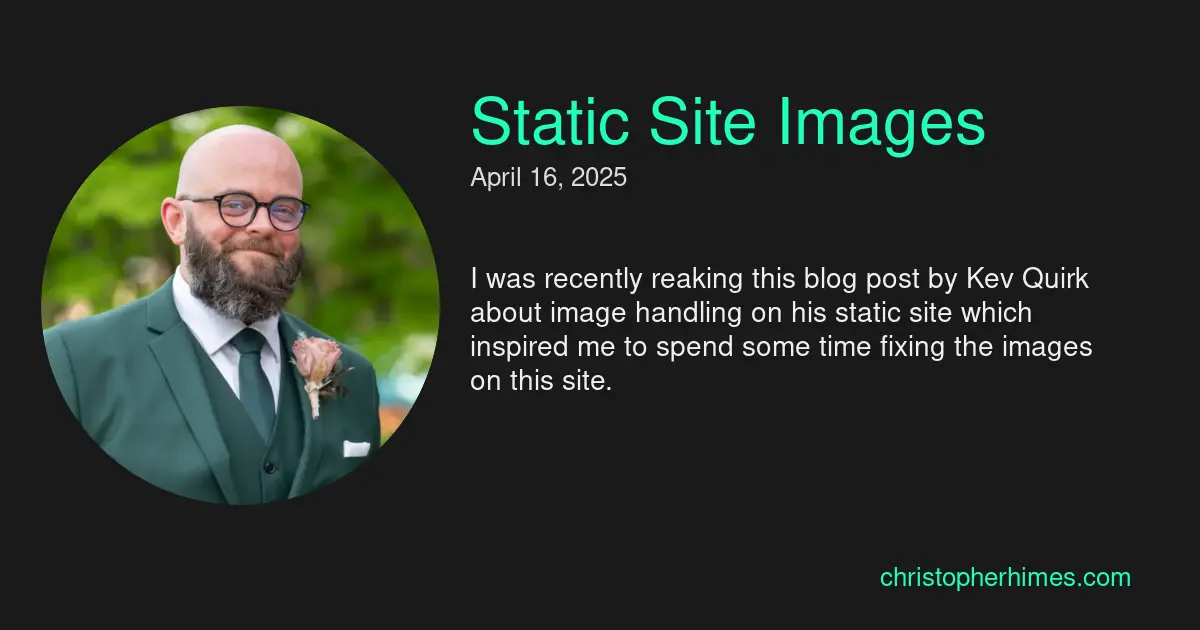 Static Site Images
April 16, 2025
I was recently reaking this blog post by Kev Quirk
about image handling on his static site which
inspired me to spend some time fixing the images
on this site.
christopherhimes.com